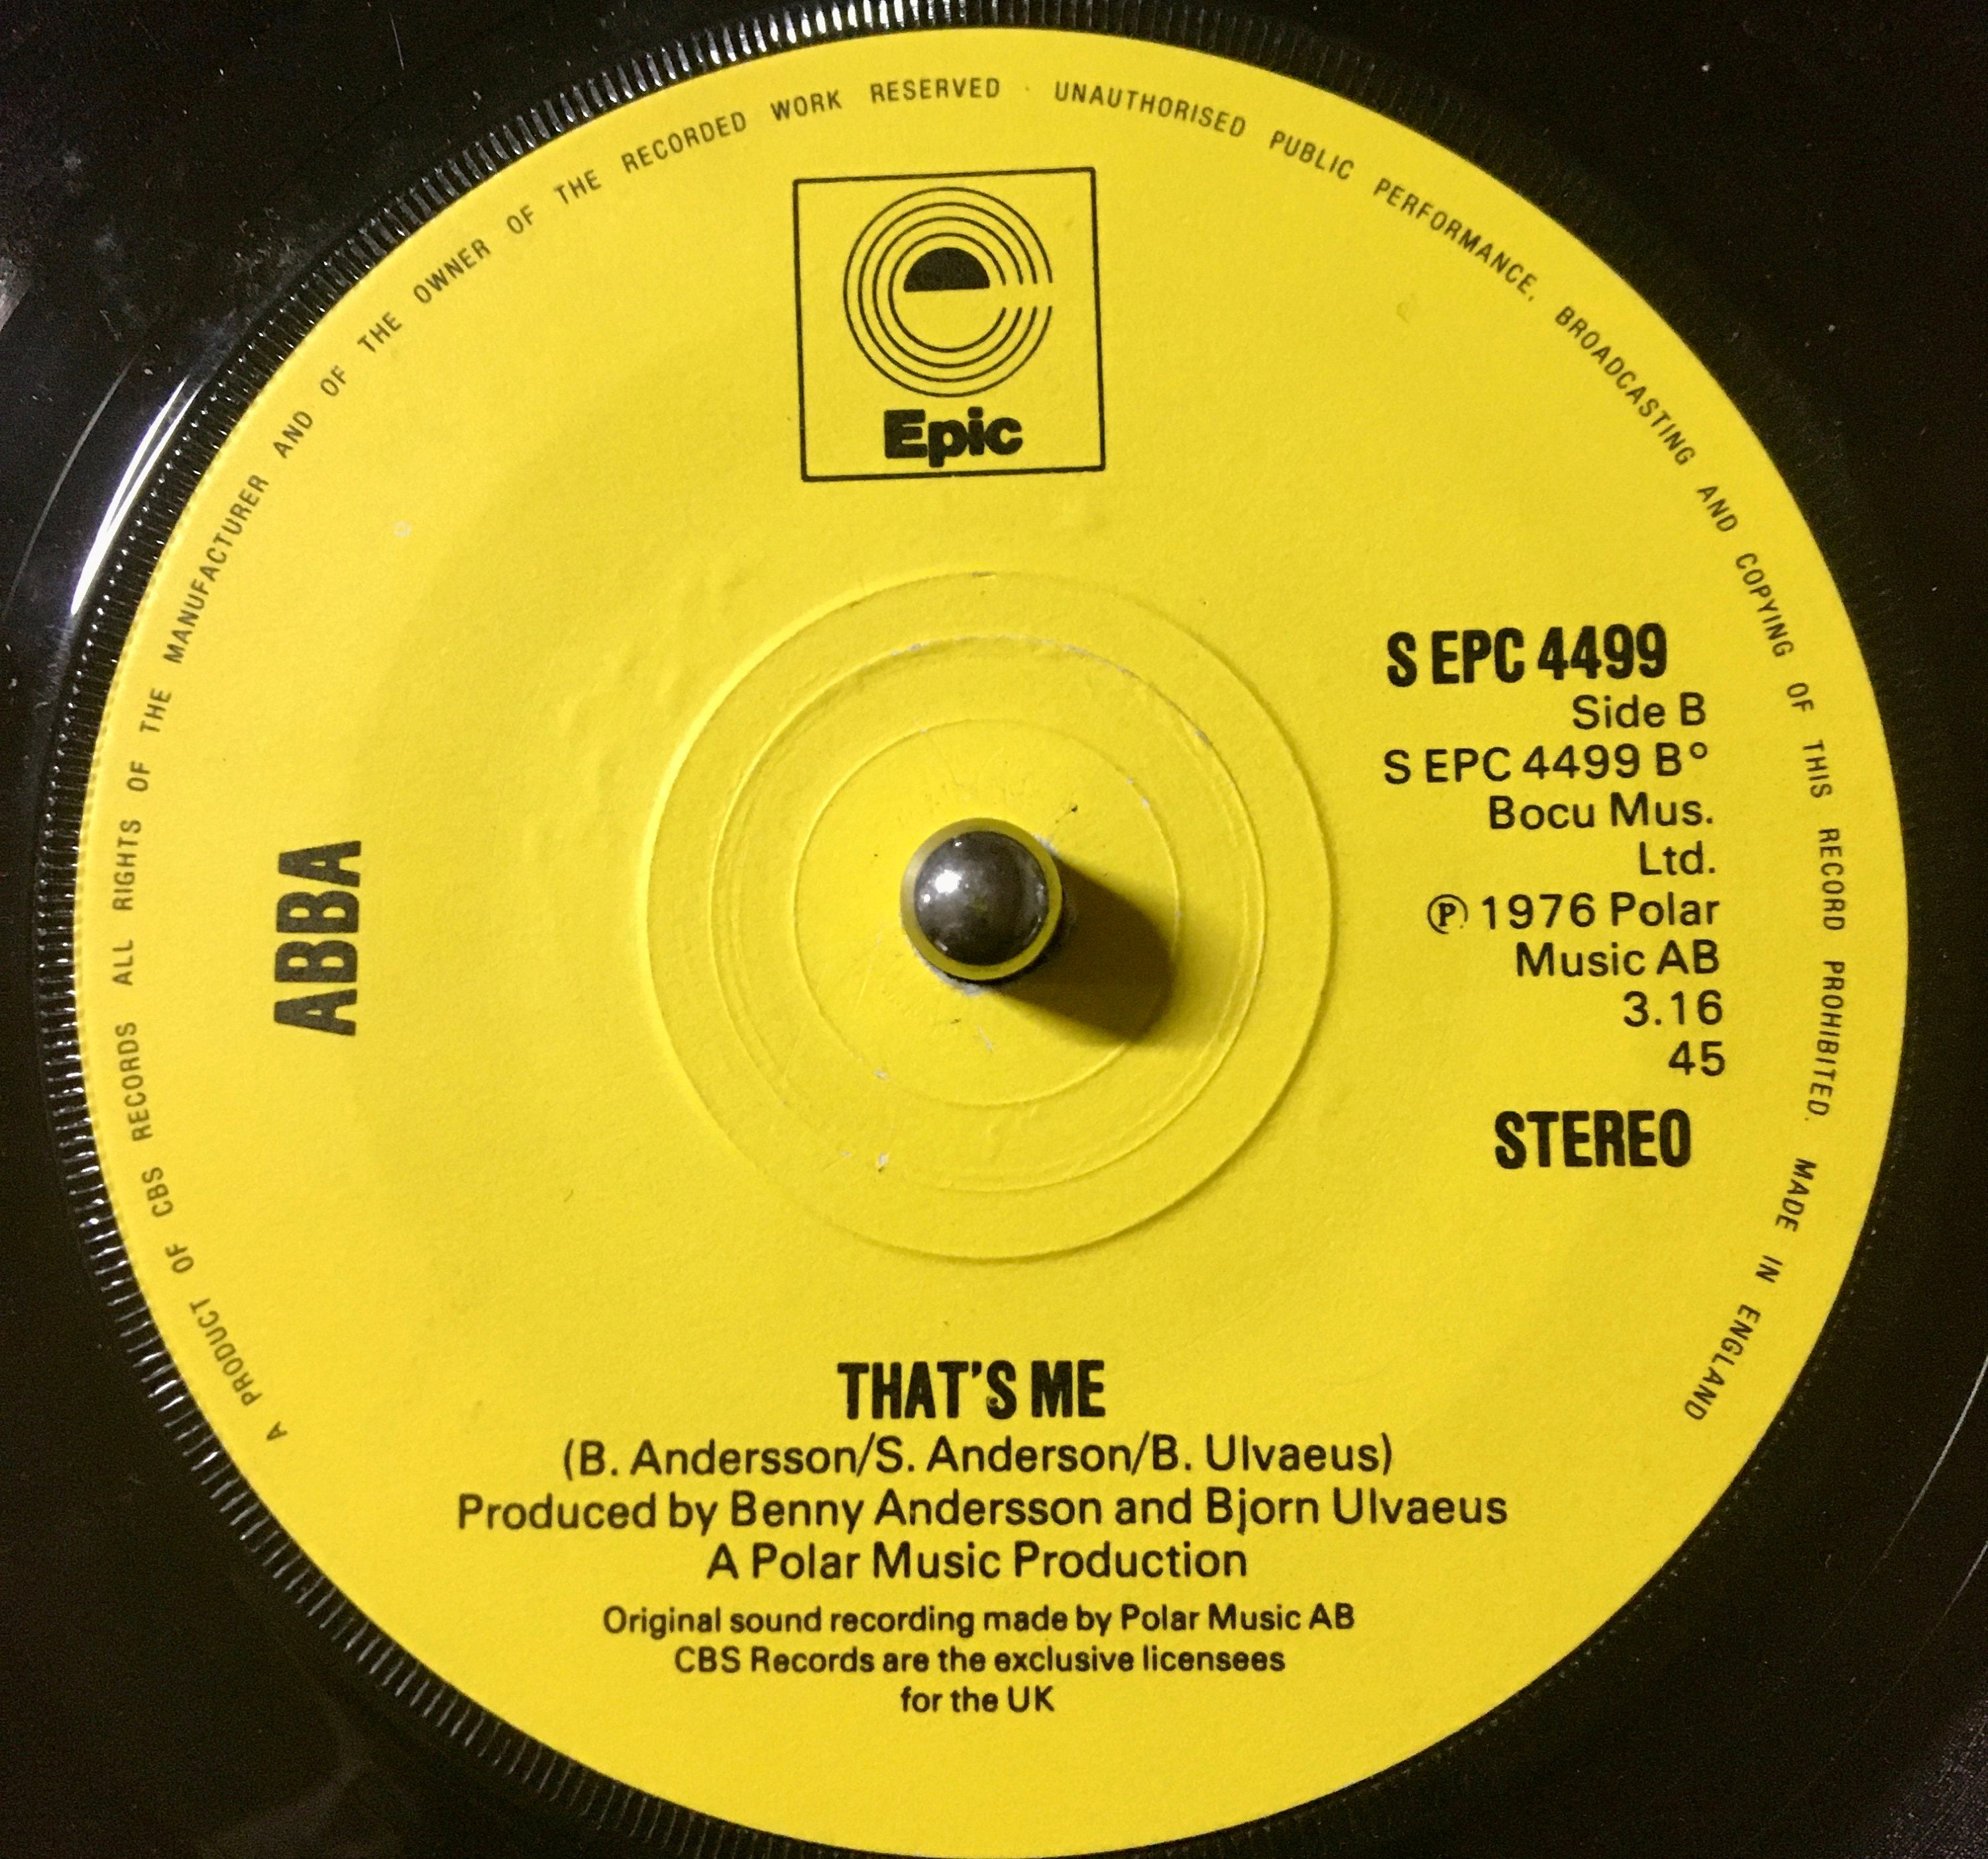 A PRODUCT OF CBS RECORDS ALL RIGHTS OF THE MANUFACTURER AND OF THE OWNER OF THE RECORDED WORK RESERVED · UNAUTHORISED PUBLIC PERFORMANCE, BROADCASTING AND COPYING OF THIS RECORD PROHIBITED. MADE IN ENGLAND
e
Epic
ABBA
S EPC 4499
Side B
S EPC 4499 B°
Bocu Mus.
Ltd.
℗ 1976 Polar
Music AB
3.16
45
STEREO
THAT'S ME
(B. Andersson/S. Anderson/B. Ulvaeus)
Produced by Benny Andersson and Bjorn Ulvaeus
A Polar Music Production
Original sound recording made by Polar Music AB
CBS Records are the exclusive licensees
for the UK